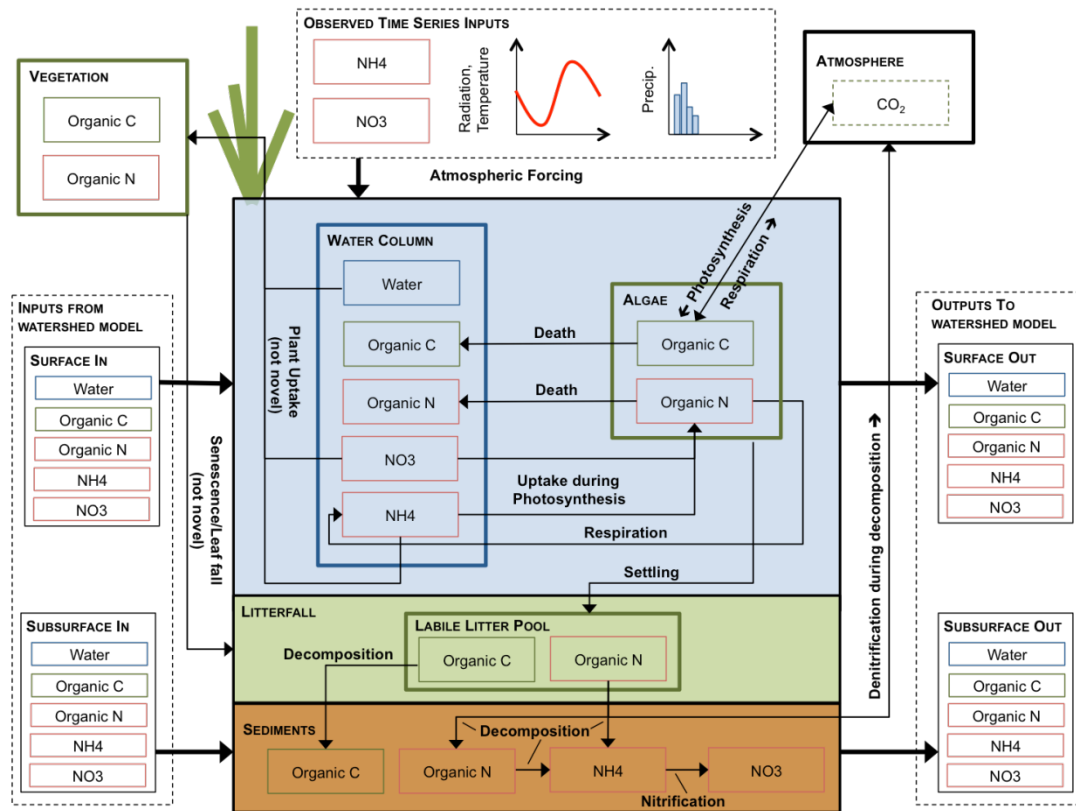 OBSERVED TIME SERIES INPUTS
NH4
NO3
Radiation,
Temperature
Precip.
ATMOSPHERE
CO2
VEGETATION
Organic C
Organic N
Atmospheric Forcing
WATER COLUMN
Water
Organic C
Organic N
NO3
NH4
Plant Uptake
(not novel)
ALGAE
Organic C
Organic N
Death
Death
← Photosynthesis
Respiration →
Uptake during
Photosynthesis
Respiration
Settling
INPUTS FROM
WATERSHED MODEL
SURFACE IN
Water
Organic C
Organic N
NH4
NO3
SUBSURFACE IN
Water
Organic C
Organic N
NH4
NO3
Senescence/Leaf fall
(not novel)
OUTPUTS TO
WATERSHED MODEL
SURFACE OUT
Water
Organic C
Organic N
NH4
NO3
SUBSURFACE OUT
Water
Organic C
Organic N
NH4
NO3
Denitrification during decomposition →
LITTERFALL
LABILE LITTER POOL
Organic C
Organic N
Decomposition
SEDIMENTS
Decomposition
Organic C
Organic N
NH4
NO3
Nitrification